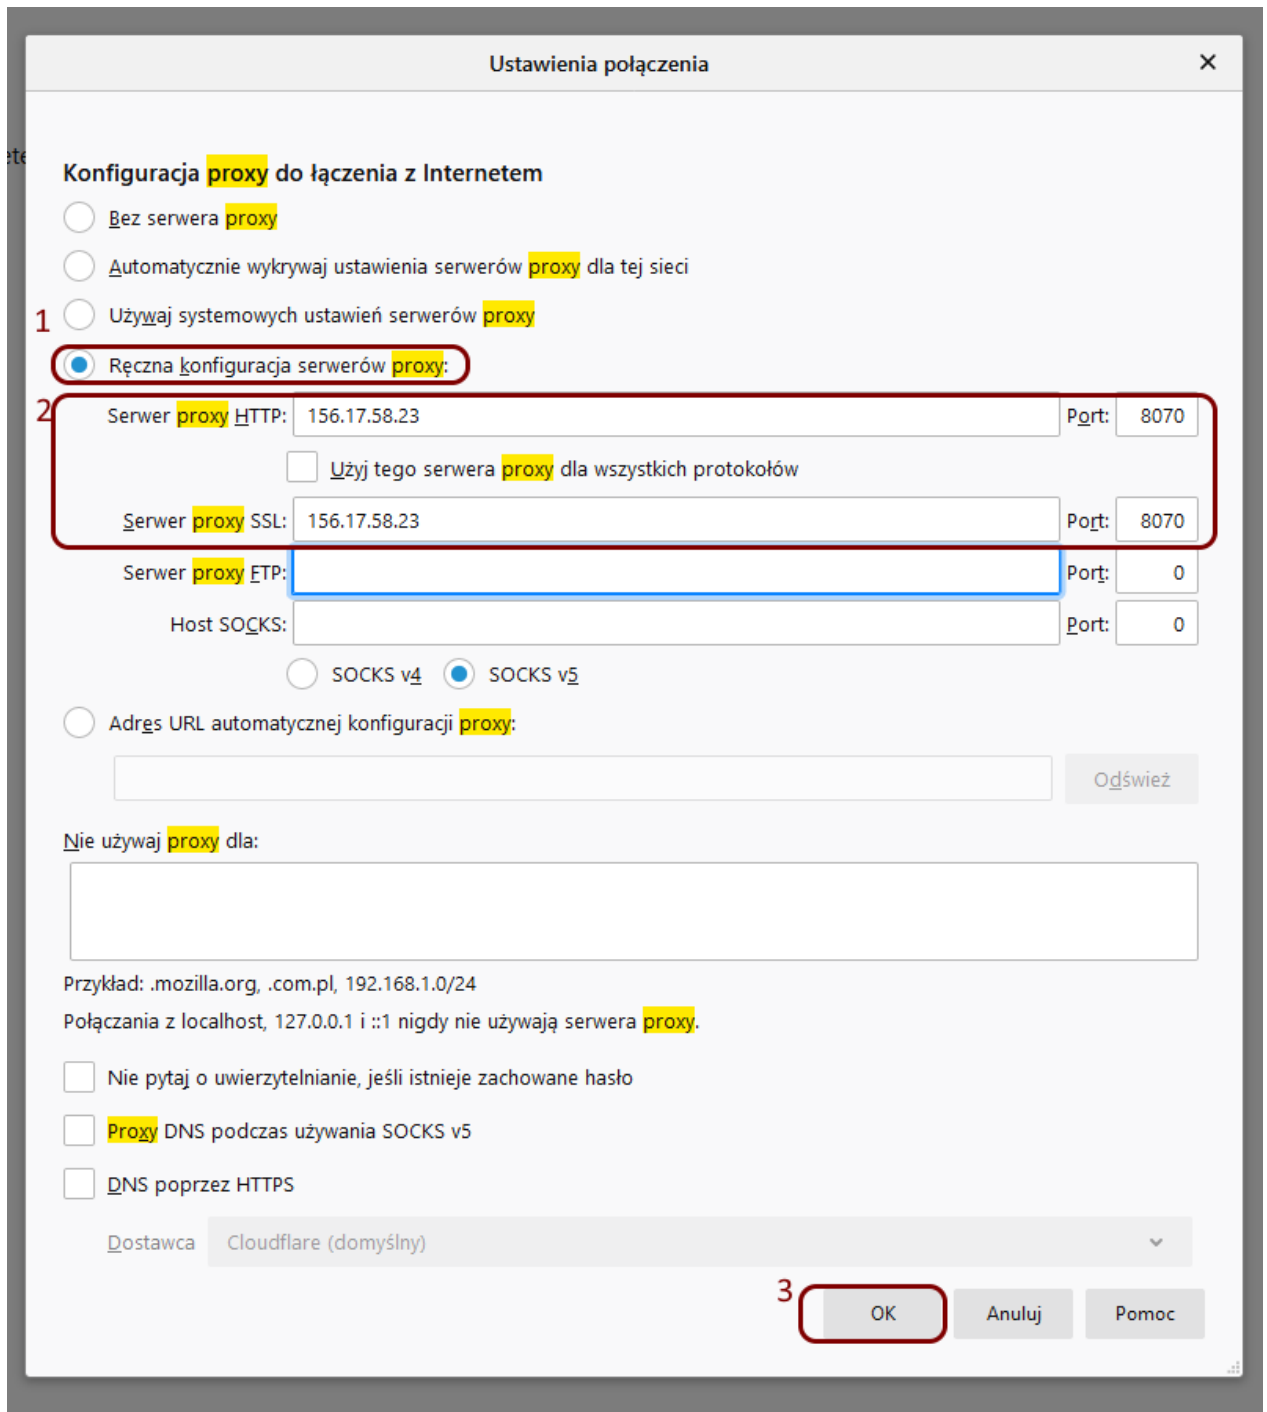 Ustawienia połączenia
ete
Konfiguracja proxy do łączenia z Internetem
Bez serwera proxy
Automatycznie wykrywaj ustawienia serwerów proxy dla tej sieci
1 Używaj systemowych ustawień serwerów proxy
Ręczna konfiguracja serwerów proxy:
2 Serwer proxy HTTP: 156.17.58.23 Port: 8070
Użyj tego serwera proxy dla wszystkich protokołów
Serwer proxy SSL: 156.17.58.23 Port: 8070
Serwer proxy FTP: Port: 0
Host SOCKS: Port: 0
SOCKS v4 SOCKS v5
Adres URL automatycznej konfiguracji proxy:
Odśwież
Nie używaj proxy dla:
Przykład: .mozilla.org, .com.pl, 192.168.1.0/24
Połączania z localhost, 127.0.0.1 i ::1 nigdy nie używają serwera proxy.
Nie pytaj o uwierzytelnianie, jeśli istnieje zachowane hasło
Proxy DNS podczas używania SOCKS v5
DNS poprzez HTTPS
Dostawca Cloudflare (domyślny)
3 OK Anuluj Pomoc